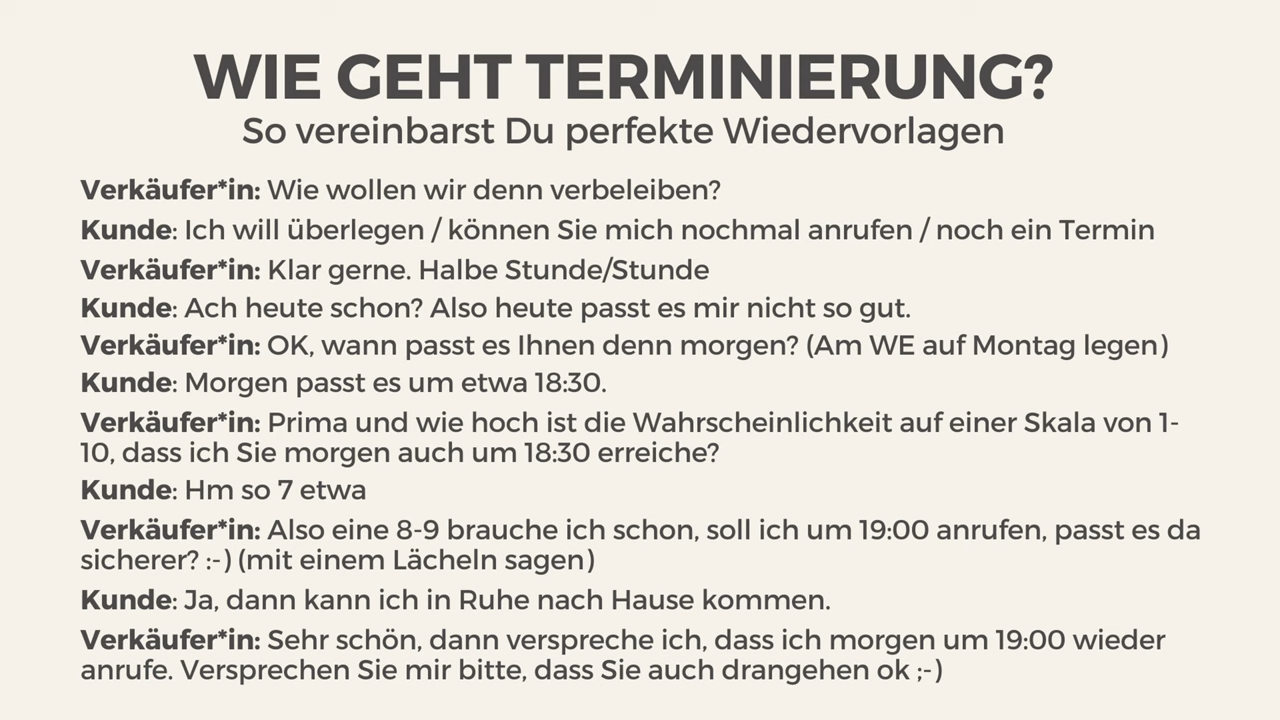 WIE GEHT TERMINIERUNG?
So vereinbarst Du perfekte Wiedervorlagen
Verkäufer*in: Wie wollen wir denn verbeleiben?
Kunde: Ich will überlegen / können Sie mich nochmal anrufen / noch ein Termin
Verkäufer*in: Klar gerne. Halbe Stunde/Stunde
Kunde: Ach heute schon? Also heute passt es mir nicht so gut.
Verkäufer*in: OK, wann passt es Ihnen denn morgen? (Am WE auf Montag legen)
Kunde: Morgen passt es um etwa 18:30.
Verkäufer*in: Prima und wie hoch ist die Wahrscheinlichkeit auf einer Skala von 1-
10, dass ich Sie morgen auch um 18:30 erreiche?
Kunde: Hm so 7 etwa
Verkäufer*in: Also eine 8-9 brauche ich schon, soll ich um 19:00 anrufen, passt es da
sicherer? :-) (mit einem Lächeln sagen)
Kunde: Ja, dann kann ich in Ruhe nach Hause kommen.
Verkäufer*in: Sehr schön, dann verspreche ich, dass ich morgen um 19:00 wieder
anrufe. Versprechen Sie mir bitte, dass Sie auch drangehen ok ;-)